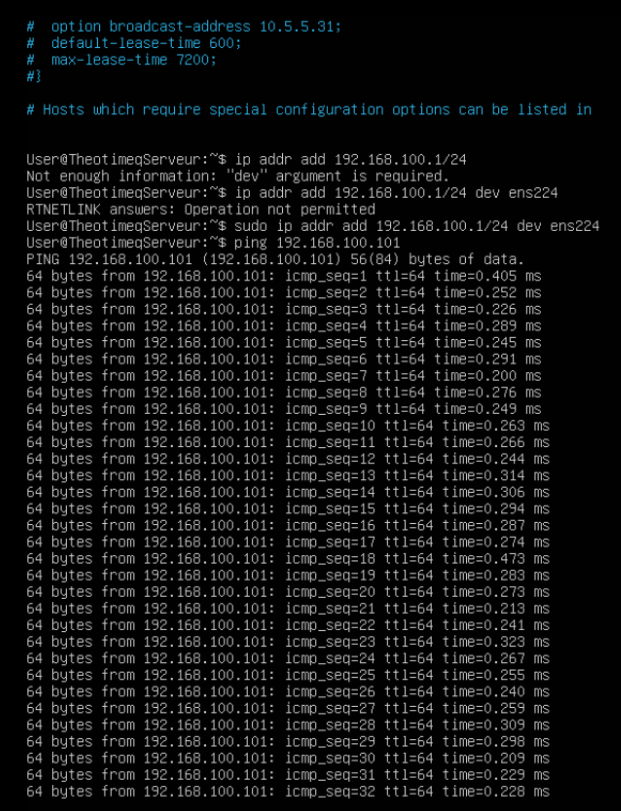 #  option broadcast-address 10.5.5.31;
#  default-lease-time 600;
#  max-lease-time 7200;
#}
# Hosts which require special configuration options can be listed in
User@TheotimeqServeur:~$ ip addr add 192.168.100.1/24
Not enough information: "dev" argument is required.
User@TheotimeqServeur:~$ ip addr add 192.168.100.1/24 dev ens224
RTNETLINK answers: Operation not permitted
User@TheotimeqServeur:~$ sudo ip addr add 192.168.100.1/24 dev ens224
User@TheotimeqServeur:~$ ping 192.168.100.101
PING 192.168.100.101 (192.168.100.101) 56(84) bytes of data.
64 bytes from 192.168.100.101: icmp_seq=1 ttl=64 time=0.405 ms
64 bytes from 192.168.100.101: icmp_seq=2 ttl=64 time=0.252 ms
64 bytes from 192.168.100.101: icmp_seq=3 ttl=64 time=0.226 ms
64 bytes from 192.168.100.101: icmp_seq=4 ttl=64 time=0.289 ms
64 bytes from 192.168.100.101: icmp_seq=5 ttl=64 time=0.245 ms
64 bytes from 192.168.100.101: icmp_seq=6 ttl=64 time=0.291 ms
64 bytes from 192.168.100.101: icmp_seq=7 ttl=64 time=0.200 ms
64 bytes from 192.168.100.101: icmp_seq=8 ttl=64 time=0.276 ms
64 bytes from 192.168.100.101: icmp_seq=9 ttl=64 time=0.249 ms
64 bytes from 192.168.100.101: icmp_seq=10 ttl=64 time=0.263 ms
64 bytes from 192.168.100.101: icmp_seq=11 ttl=64 time=0.266 ms
64 bytes from 192.168.100.101: icmp_seq=12 ttl=64 time=0.244 ms
64 bytes from 192.168.100.101: icmp_seq=13 ttl=64 time=0.314 ms
64 bytes from 192.168.100.101: icmp_seq=14 ttl=64 time=0.306 ms
64 bytes from 192.168.100.101: icmp_seq=15 ttl=64 time=0.294 ms
64 bytes from 192.168.100.101: icmp_seq=16 ttl=64 time=0.287 ms
64 bytes from 192.168.100.101: icmp_seq=17 ttl=64 time=0.274 ms
64 bytes from 192.168.100.101: icmp_seq=18 ttl=64 time=0.473 ms
64 bytes from 192.168.100.101: icmp_seq=19 ttl=64 time=0.283 ms
64 bytes from 192.168.100.101: icmp_seq=20 ttl=64 time=0.273 ms
64 bytes from 192.168.100.101: icmp_seq=21 ttl=64 time=0.213 ms
64 bytes from 192.168.100.101: icmp_seq=22 ttl=64 time=0.241 ms
64 bytes from 192.168.100.101: icmp_seq=23 ttl=64 time=0.323 ms
64 bytes from 192.168.100.101: icmp_seq=24 ttl=64 time=0.267 ms
64 bytes from 192.168.100.101: icmp_seq=25 ttl=64 time=0.255 ms
64 bytes from 192.168.100.101: icmp_seq=26 ttl=64 time=0.240 ms
64 bytes from 192.168.100.101: icmp_seq=27 ttl=64 time=0.259 ms
64 bytes from 192.168.100.101: icmp_seq=28 ttl=64 time=0.309 ms
64 bytes from 192.168.100.101: icmp_seq=29 ttl=64 time=0.298 ms
64 bytes from 192.168.100.101: icmp_seq=30 ttl=64 time=0.209 ms
64 bytes from 192.168.100.101: icmp_seq=31 ttl=64 time=0.229 ms
64 bytes from 192.168.100.101: icmp_seq=32 ttl=64 time=0.228 ms